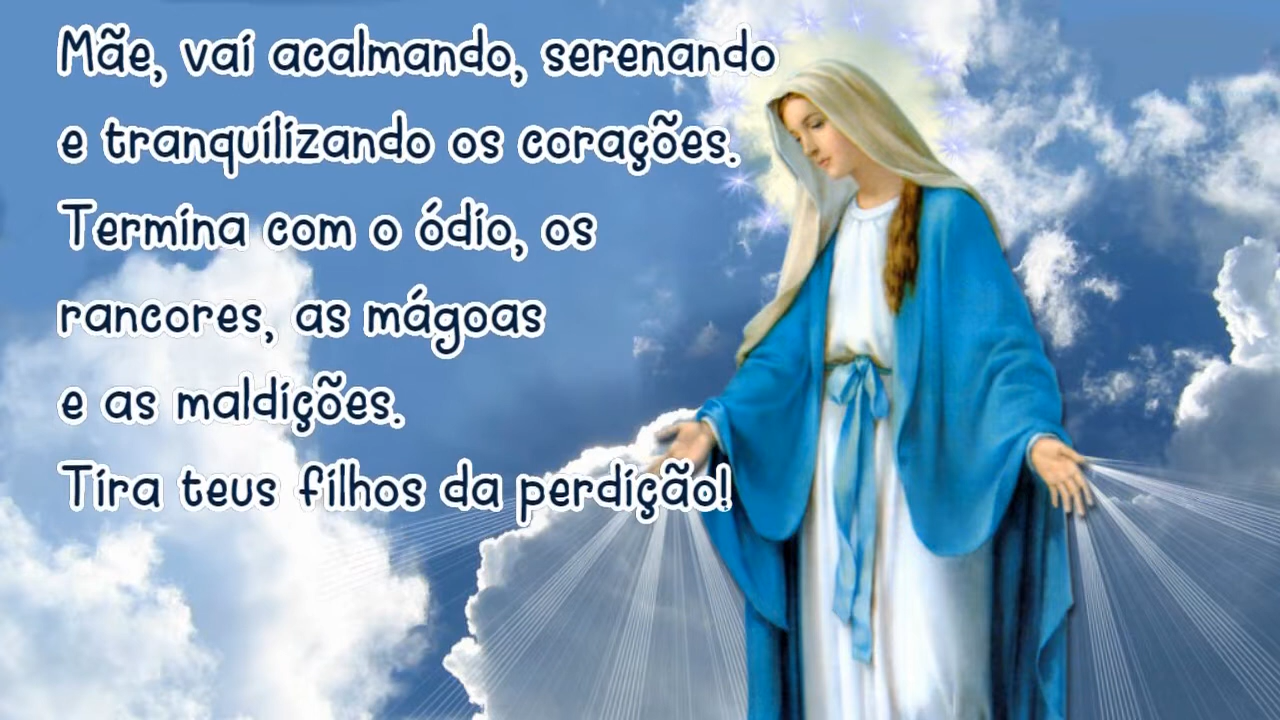 Mãe, vai acalmando, serenando
e tranquilizando os corações.
Termina com o ódio, os
rancores, as mágoas
e as maldições.
Tira teus filhos da perdição!